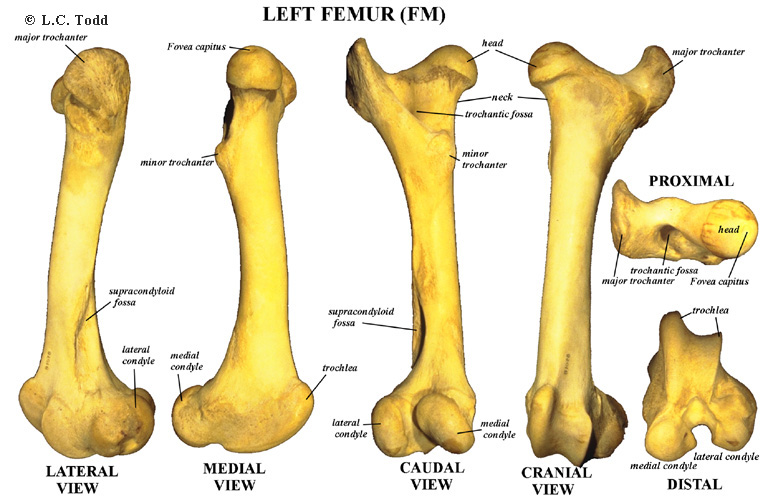 © L.C. Todd
LEFT FEMUR (FM)
major trochanter
Fovea capitus
head
major trochanter
neck
trochantic fossa
minor trochanter
minor
trochanter
PROXIMAL
head
trochantic fossa
major trochanter
Fovea capitus
supracondyloid
fossa
supracondyloid
fossa
trochlea
lateral
condyle
medial
condyle
trochlea
lateral
condyle
medial
condyle
lateral condyle
medial condyle
LATERAL
VIEW
MEDIAL
VIEW
CAUDAL
VIEW
CRANIAL
VIEW
DISTAL